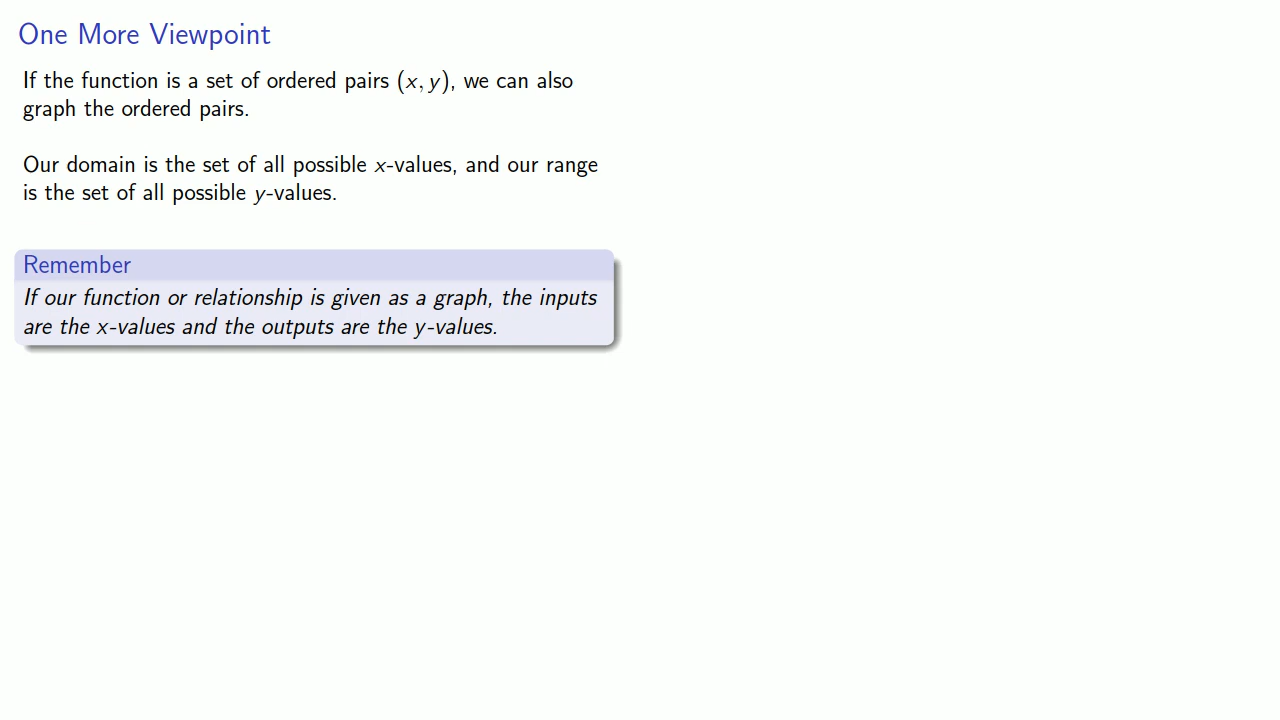 One More Viewpoint
If the function is a set of ordered pairs (x, y), we can also
graph the ordered pairs.
Our domain is the set of all possible x-values, and our range
is the set of all possible y-values.
Remember
If our function or relationship is given as a graph, the inputs
are the x-values and the outputs are the y-values.